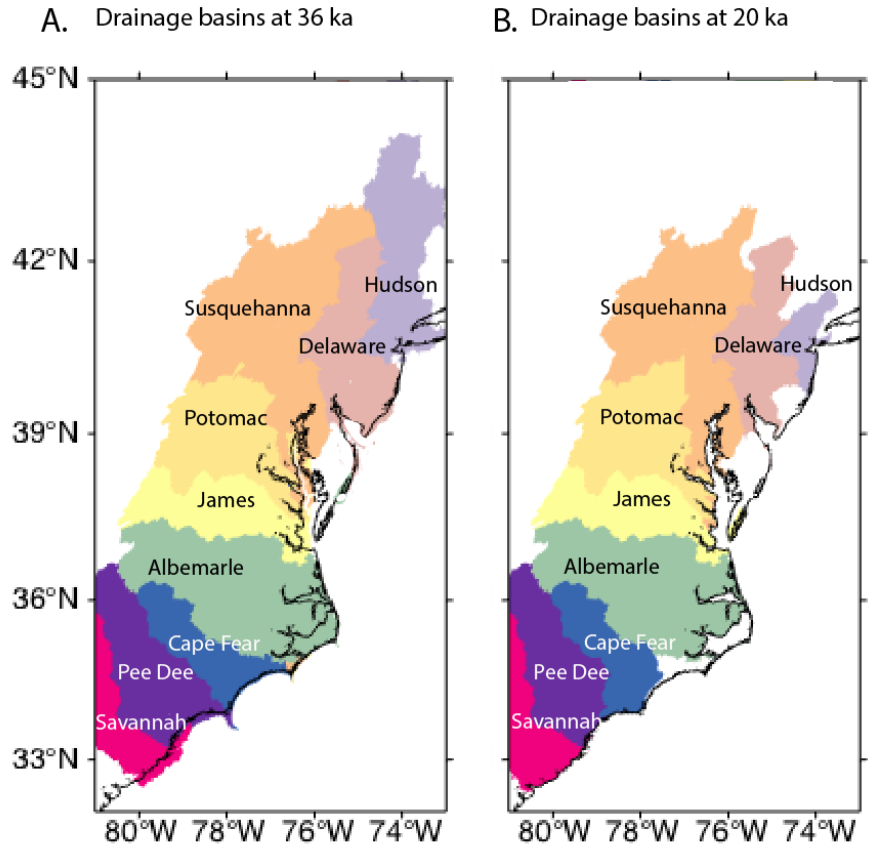 A. Drainage basins at 36 ka
45°N
42°N
39°N
36°N
33°N
Hudson
Susquehanna
Delaware
Potomac
James
Albemarle
Cape Fear
Pee Dee
Savannah
80°W 78°W 76°W 74°W
B. Drainage basins at 20 ka
Hudson
Susquehanna
Delaware
Potomac
James
Albemarle
Cape Fear
Pee Dee
Savannah
80°W 78°W 76°W 74°W